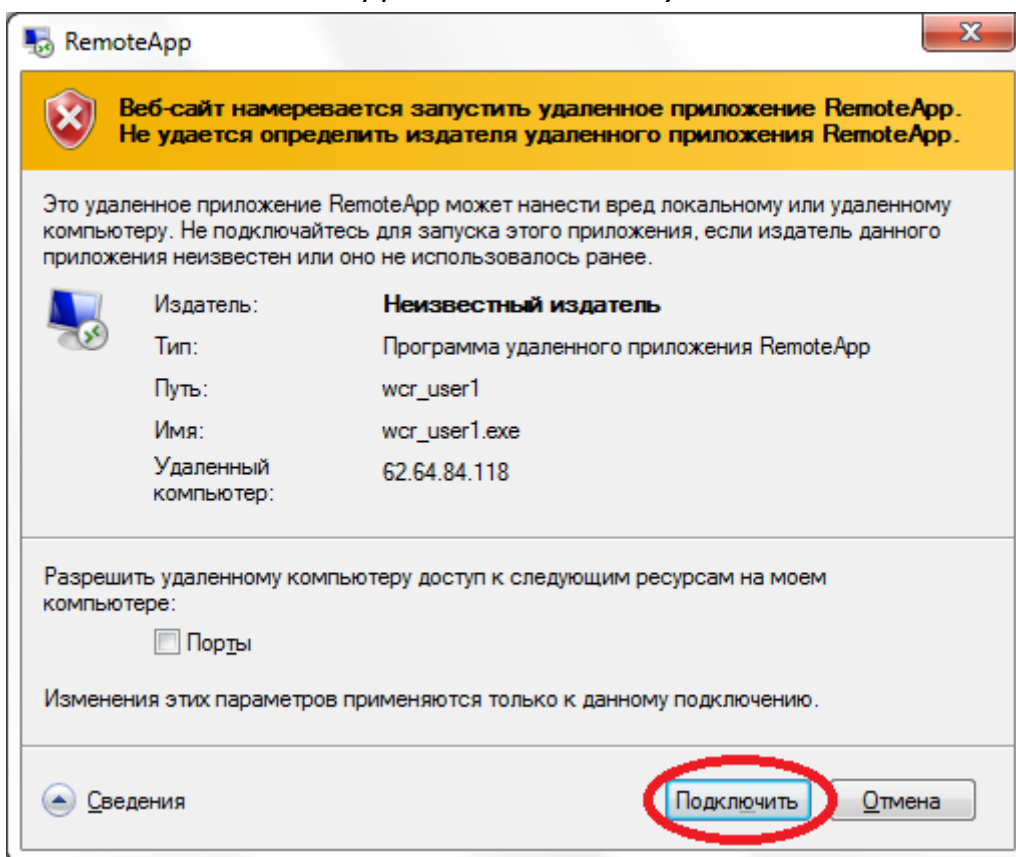 RemoteApp
Веб-сайт намеревается запустить удаленное приложение RemoteApp.
Не удается определить издателя удаленного приложения RemoteApp.
Это удаленное приложение RemoteApp может нанести вред локальному или удаленному
компьютеру. Не подключайтесь для запуска этого приложения, если издатель данного
приложения неизвестен или оно не использовалось ранее.
Издатель: Неизвестный издатель
Тип: Программа удаленного приложения RemoteApp
Путь: wcr_user1
Имя: wcr_user1.exe
Удаленный
компьютер: 62.64.84.118
Разрешить удаленному компьютеру доступ к следующим ресурсам на моем
компьютере:
Порты
Изменения этих параметров применяются только к данному подключению.
Сведения Подключить Отмена